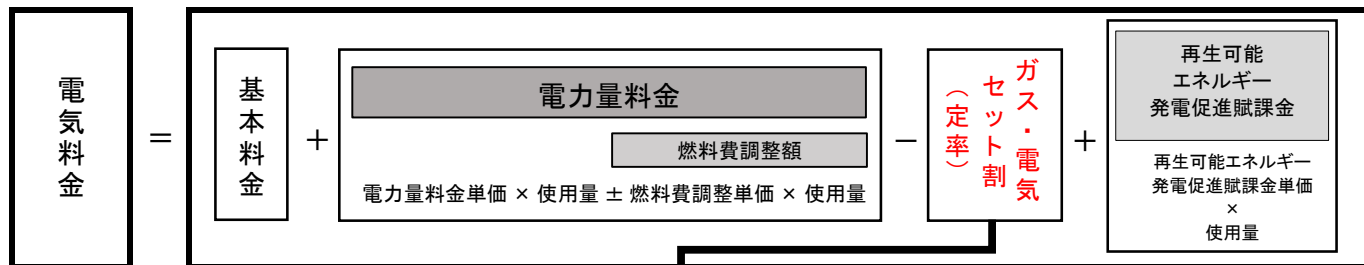 電気料金
＝
基本料金
＋
電力量料金
燃料費調整額
電力量料金単価 × 使用量 ± 燃料費調整単価 × 使用量
－
ガス・電気
セット割
（定率）
＋
再生可能
エネルギー
発電促進賦課金
再生可能エネルギー
発電促進賦課金単価
×
使用量